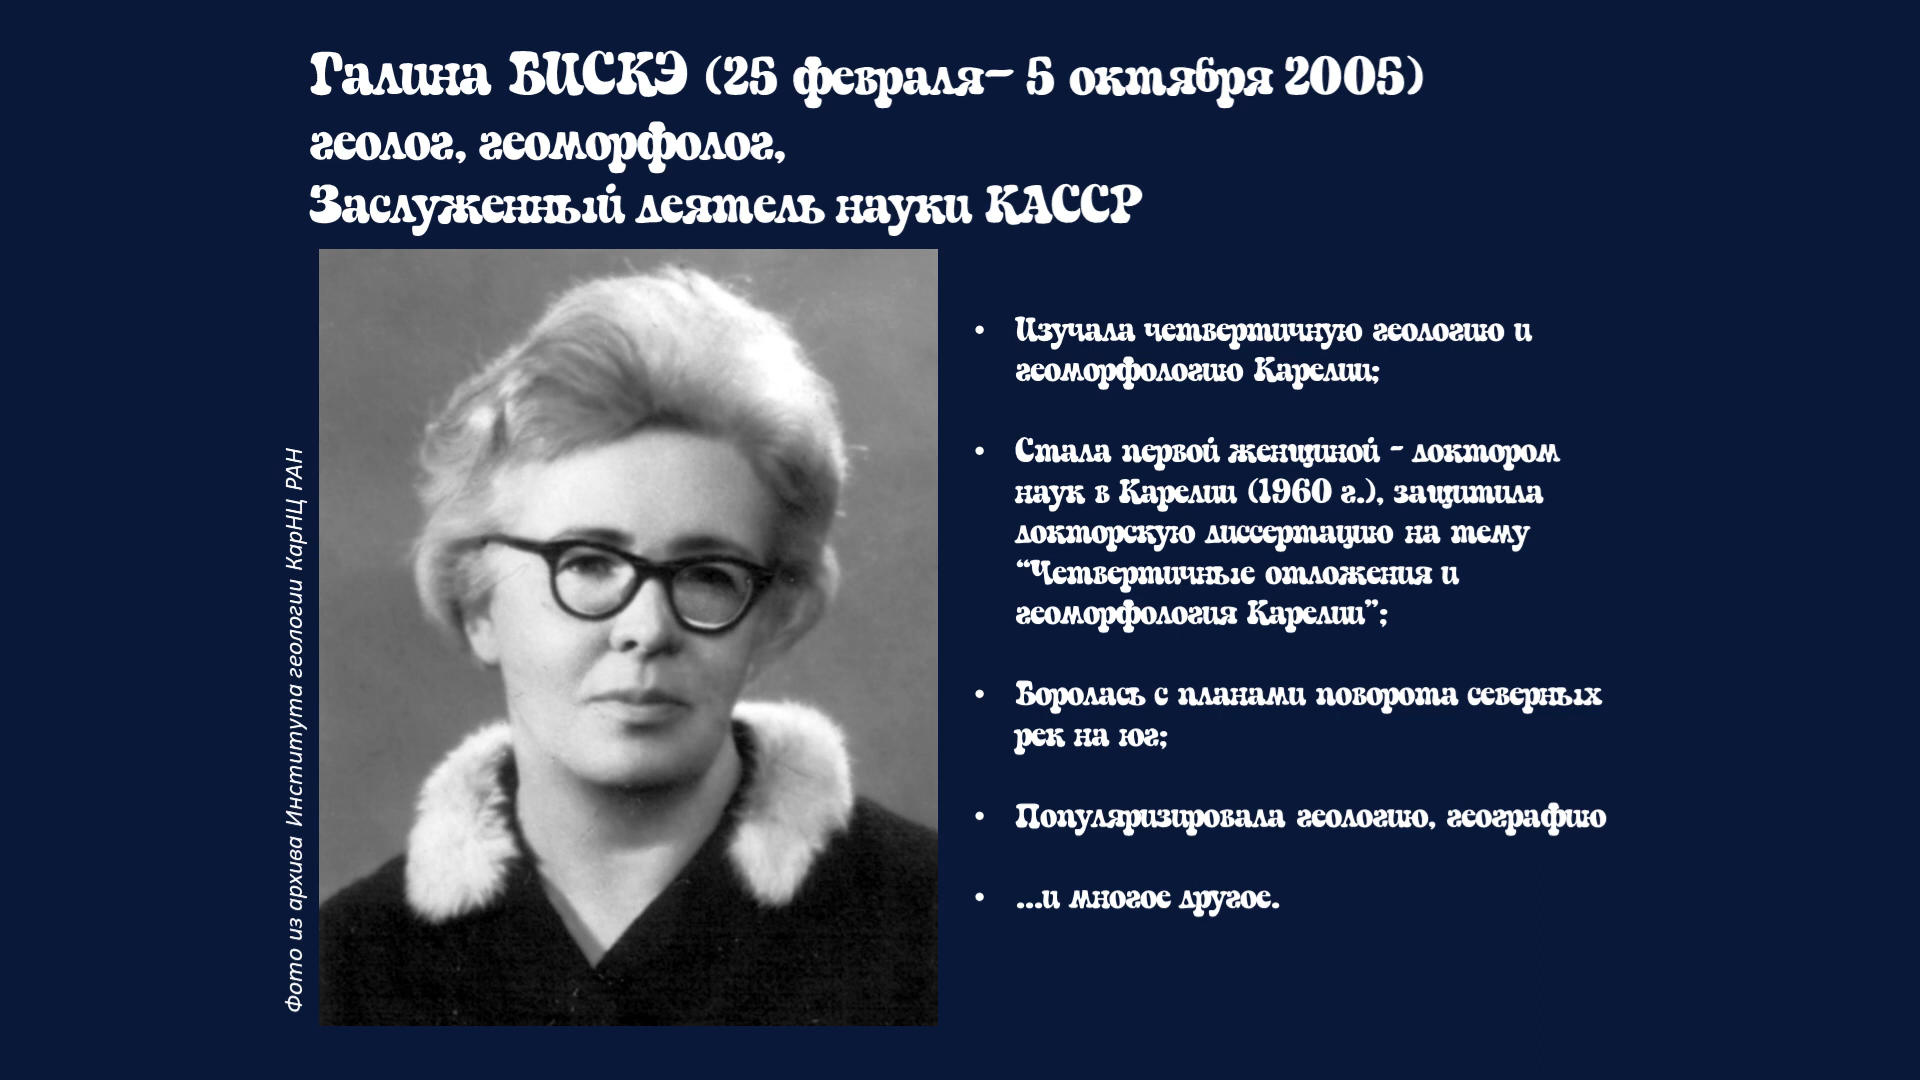 Галина БИСКЭ (25 февраля– 5 октября 2005)
геолог, геоморфолог,
Заслуженный деятель науки КАССР
Фото из архива Института геологии КарНЦ РАН
• Изучала четвертичную геологию и
геоморфологию Карелии;
• Стала первой женщиной - доктором
наук в Карелии (1960 г.), защитила
докторскую диссертацию на тему
“Четвертичные отложения и
геоморфология Карелии”;
• Боролась с планами поворота северных
рек на юг;
• Популяризировала геологию, географию
• ...и многое другое.